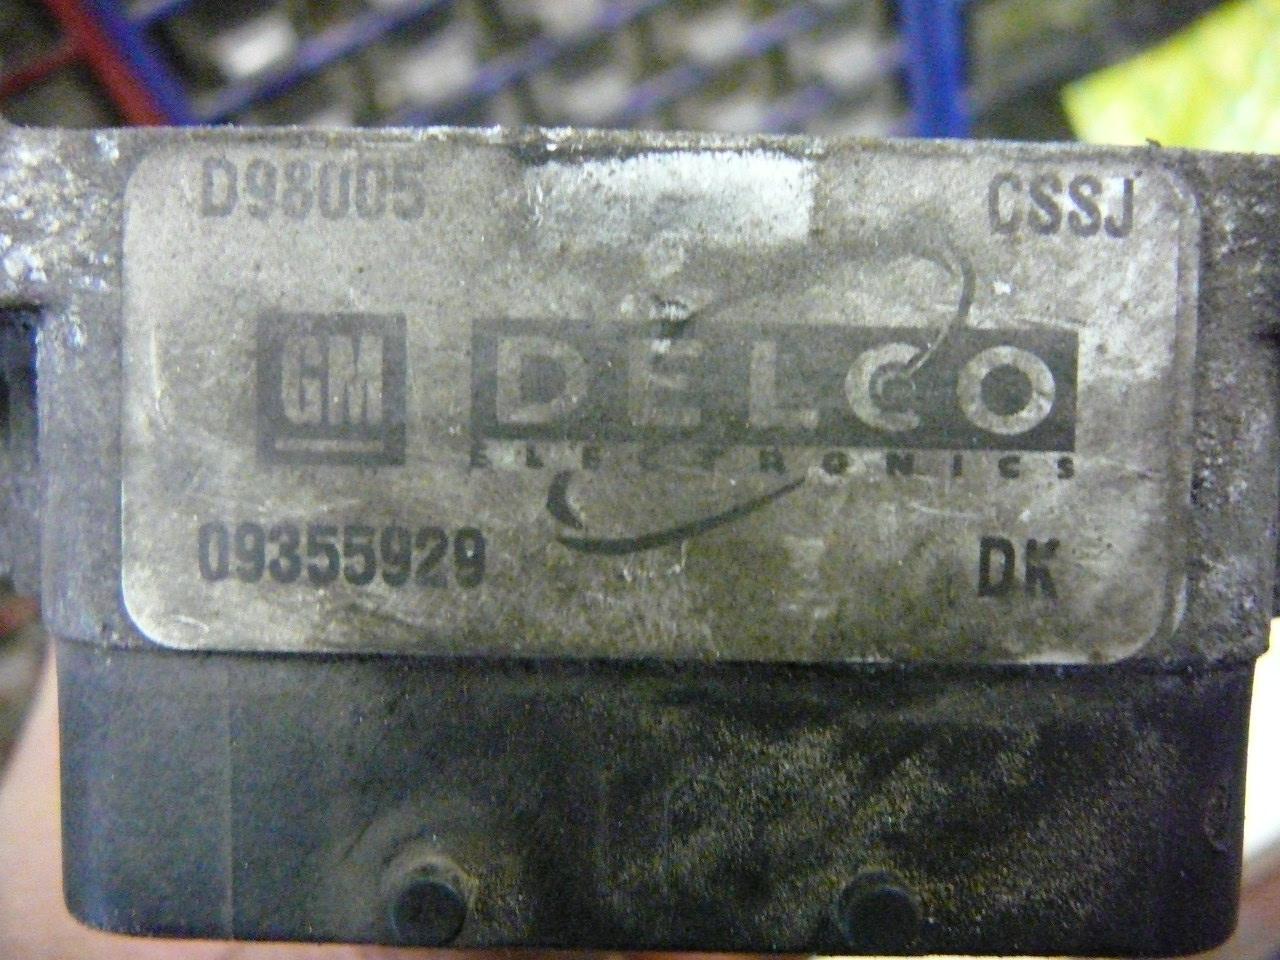 D98005 CSSJ
GM DELCO
ELECTRONICS
09355929 DK